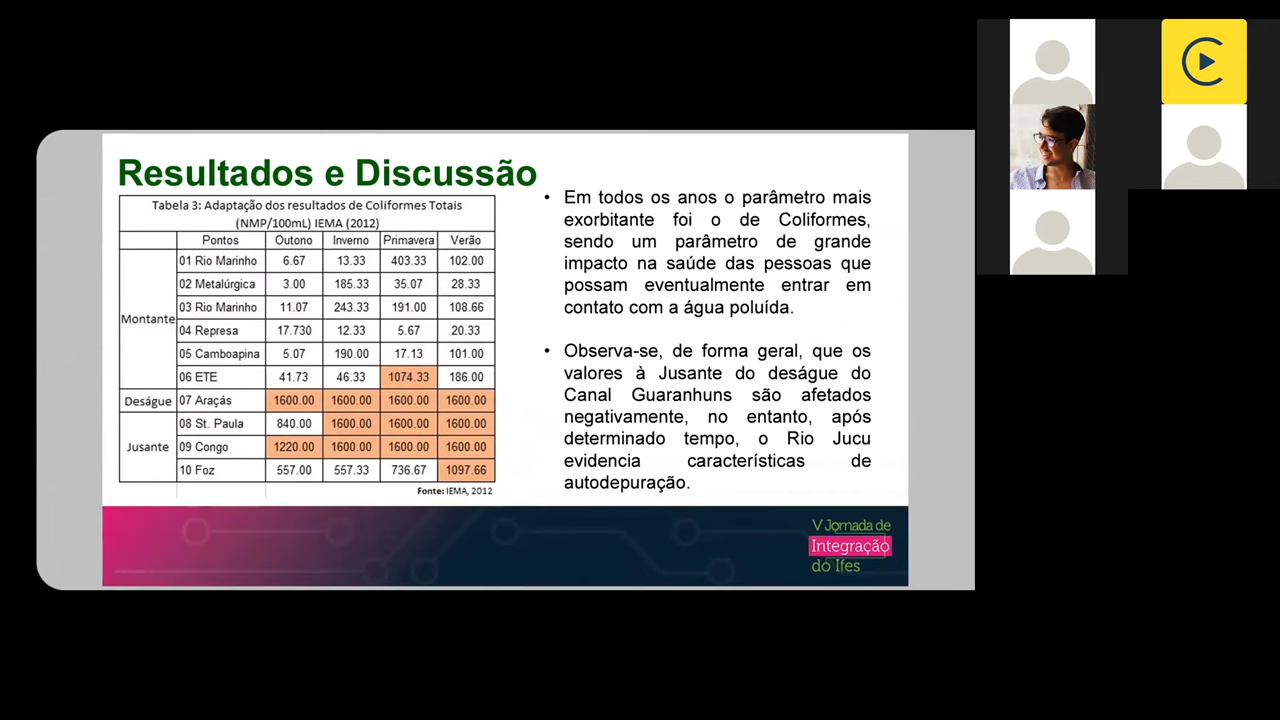 Resultados e Discussão
Tabela 3: Adaptação dos resultados de Coliformes Totais
(NMP/100mL) IEMA (2012)
Pontos Outono Inverno Primavera Verão
Montante
01 Rio Marinho 6.67 13.33 403.33 102.00
02 Metalúrgica 3.00 185.33 35.07 28.33
03 Rio Marinho 11.07 243.33 191.00 108.66
04 Represa 17.730 12.33 5.67 20.33
05 Camboapina 5.07 190.00 17.13 101.00
06 ETE 41.73 46.33 1074.33 186.00
Deságue 07 Araçás 1600.00 1600.00 1600.00 1600.00
Jusante
08 St. Paula 840.00 1600.00 1600.00 1600.00
09 Congo 1220.00 1600.00 1600.00 1600.00
10 Foz 557.00 557.33 736.67 1097.66
Fonte: IEMA, 2012
• Em todos os anos o parâmetro mais
exorbitante foi o de Coliformes,
sendo um parâmetro de grande
impacto na saúde das pessoas que
possam eventualmente entrar em
contato com a água poluída.
• Observa-se, de forma geral, que os
valores à Jusante do deságue do
Canal Guaranhuns são afetados
negativamente, no entanto, após
determinado tempo, o Rio Jucu
evidencia características de
autodepuração.
V Jornada de
Integração
do Ifes